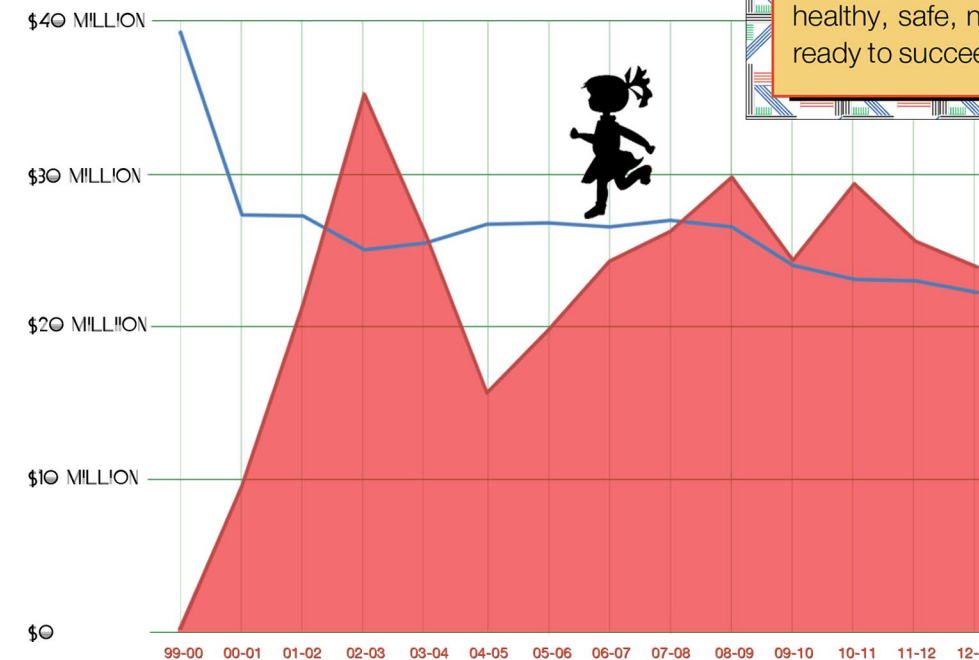 $40 MILLION
healthy, safe,
ready to
$30 MILLION
$20 MILLIION
$10 MILLION
$0
99-00 00-01 01-02 02-03 03-04 04-05 05-06 06-07 07-08 08-09 09-10 10-11 11-12